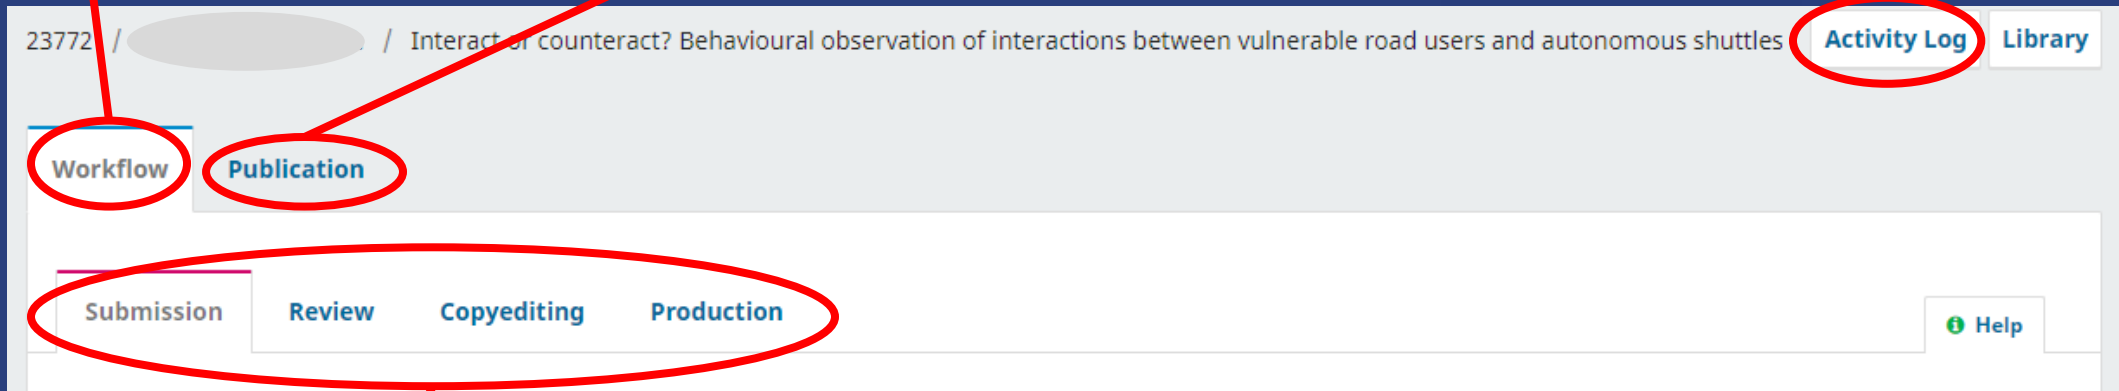 23772 / / Interact or counteract? Behavioural observation of interactions between vulnerable road users and autonomous shuttles Activity Log Library
Workflow Publication
Submission Review Copyediting Production
Help